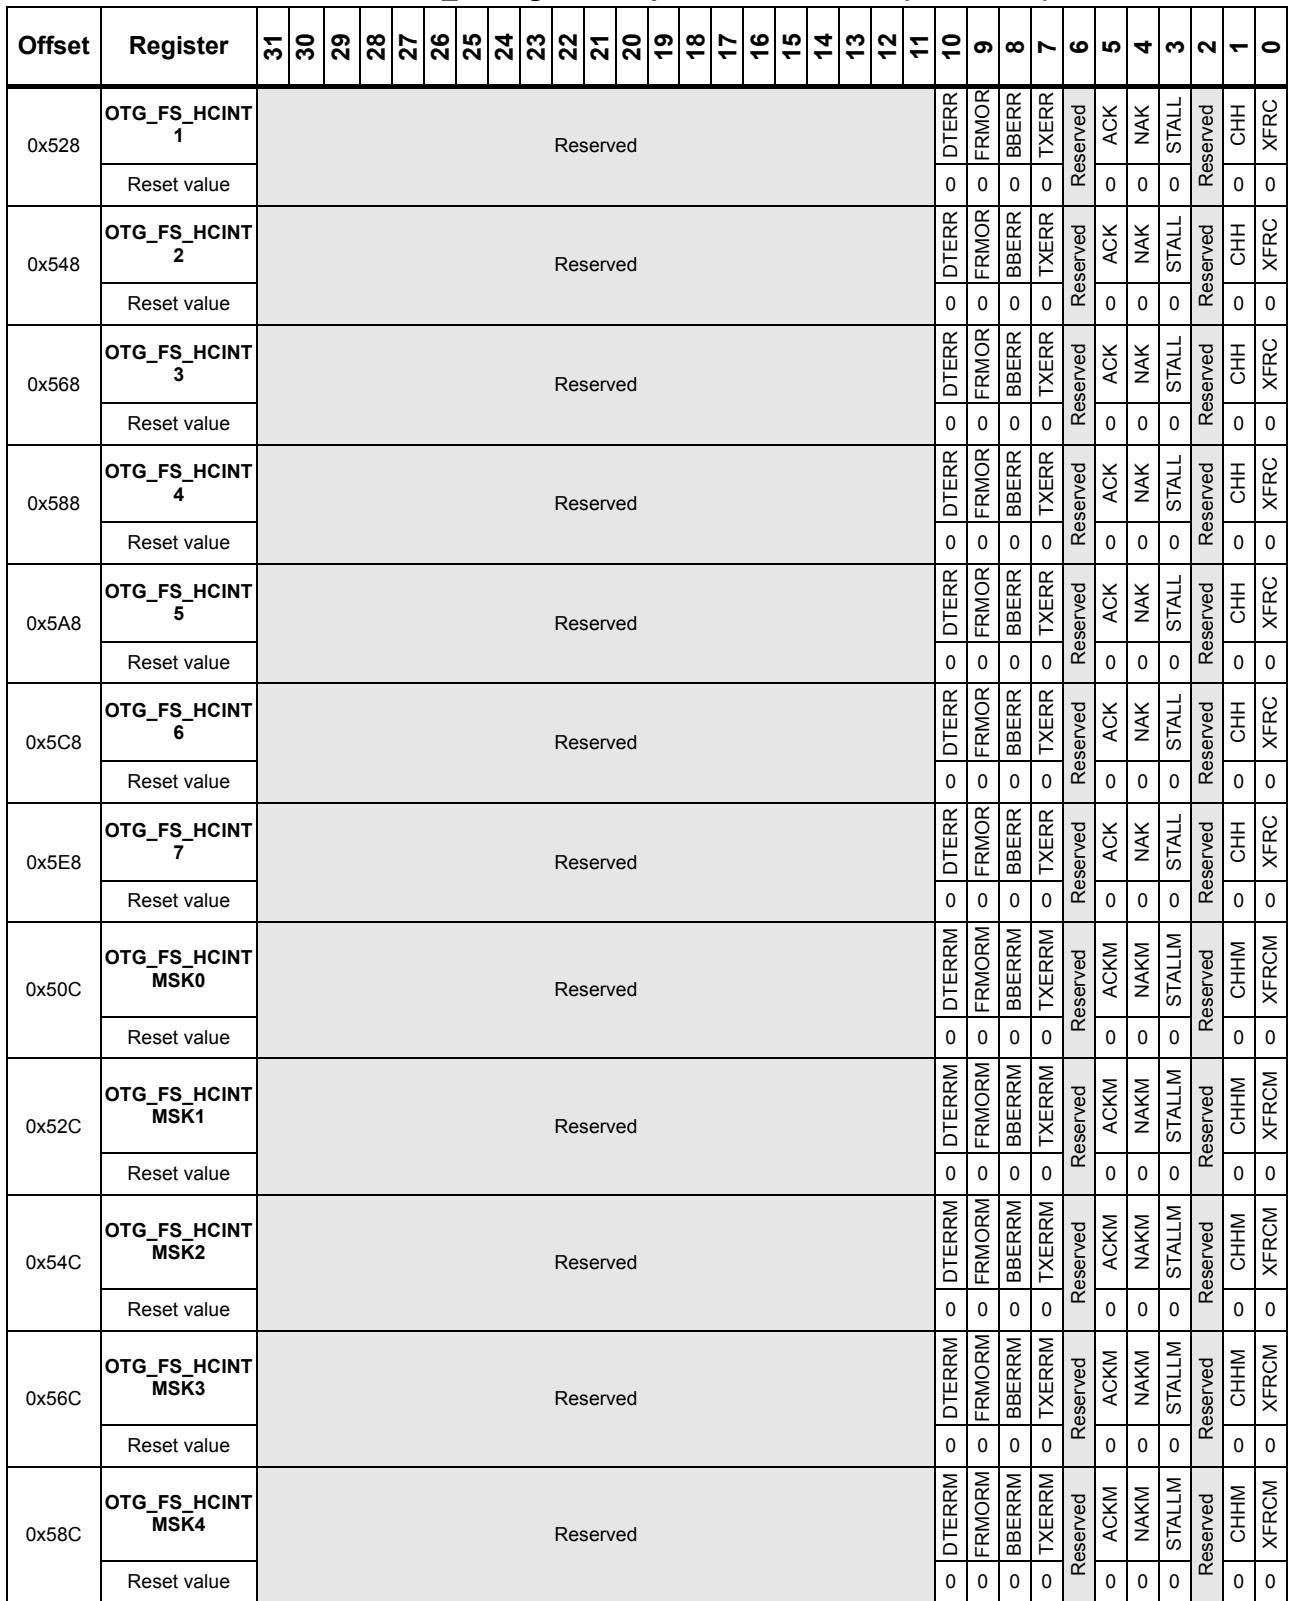 Offset Register 31 30 29 28 27 26 25 24 23 22 21 20 19 18 17 16 15 14 13 12 11 10 9 8 7 6 5 4 3 2 1 0
0x528 OTG_FS_HCINT
1 Reserved DTERR FRMOR BBERR TXERR Reserved ACK NAK STALL Reserved CHH XFRC
Reset value 0 0 0 0 0 0 0 0 0
0x548 OTG_FS_HCINT
2 Reserved DTERR FRMOR BBERR TXERR Reserved ACK NAK STALL Reserved CHH XFRC
Reset value 0 0 0 0 0 0 0 0 0
0x568 OTG_FS_HCINT
3 Reserved DTERR FRMOR BBERR TXERR Reserved ACK NAK STALL Reserved CHH XFRC
Reset value 0 0 0 0 0 0 0 0 0
0x588 OTG_FS_HCINT
4 Reserved DTERR FRMOR BBERR TXERR Reserved ACK NAK STALL Reserved CHH XFRC
Reset value 0 0 0 0 0 0 0 0 0
0x5A8 OTG_FS_HCINT
5 Reserved DTERR FRMOR BBERR TXERR Reserved ACK NAK STALL Reserved CHH XFRC
Reset value 0 0 0 0 0 0 0 0 0
0x5C8 OTG_FS_HCINT
6 Reserved DTERR FRMOR BBERR TXERR Reserved ACK NAK STALL Reserved CHH XFRC
Reset value 0 0 0 0 0 0 0 0 0
0x5E8 OTG_FS_HCINT
7 Reserved DTERR FRMOR BBERR TXERR Reserved ACK NAK STALL Reserved CHH XFRC
Reset value 0 0 0 0 0 0 0 0 0
0x50C OTG_FS_HCINT
MSK0 Reserved DTERRM FRMORM BBERRM TXERRM Reserved ACKM NAKM STALLM Reserved CHHM XFRCM
Reset value 0 0 0 0 0 0 0 0 0
0x52C OTG_FS_HCINT
MSK1 Reserved DTERRM FRMORM BBERRM TXERRM Reserved ACKM NAKM STALLM Reserved CHHM XFRCM
Reset value 0 0 0 0 0 0 0 0 0
0x54C OTG_FS_HCINT
MSK2 Reserved DTERRM FRMORM BBERRM TXERRM Reserved ACKM NAKM STALLM Reserved CHHM XFRCM
Reset value 0 0 0 0 0 0 0 0 0
0x56C OTG_FS_HCINT
MSK3 Reserved DTERRM FRMORM BBERRM TXERRM Reserved ACKM NAKM STALLM Reserved CHHM XFRCM
Reset value 0 0 0 0 0 0 0 0 0
0x58C OTG_FS_HCINT
MSK4 Reserved DTERRM FRMORM BBERRM TXERRM Reserved ACKM NAKM STALLM Reserved CHHM XFRCM
Reset value 0 0 0 0 0 0 0 0 0